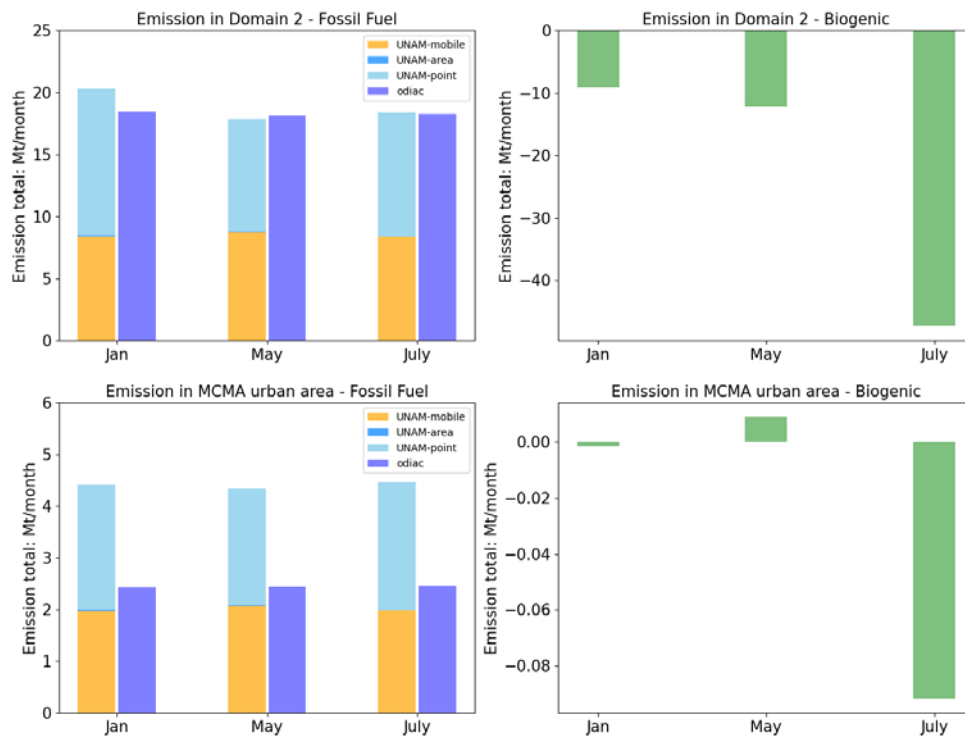 Emission in Domain 2 - Fossil Fuel
Emission total: Mt/month
25
20
15
10
5
0
UNAM-mobile
UNAM-area
UNAM-point
odiac
Jan
May
July
Emission in Domain 2 - Biogenic
Emission total: Mt/month
0
−10
−20
−30
−40
Jan
May
July
Emission in MCMA urban area - Fossil Fuel
Emission total: Mt/month
6
5
4
3
2
1
0
UNAM-mobile
UNAM-area
UNAM-point
odiac
Jan
May
July
Emission in MCMA urban area - Biogenic
Emission total: Mt/month
0.00
−0.02
−0.04
−0.06
−0.08
Jan
May
July